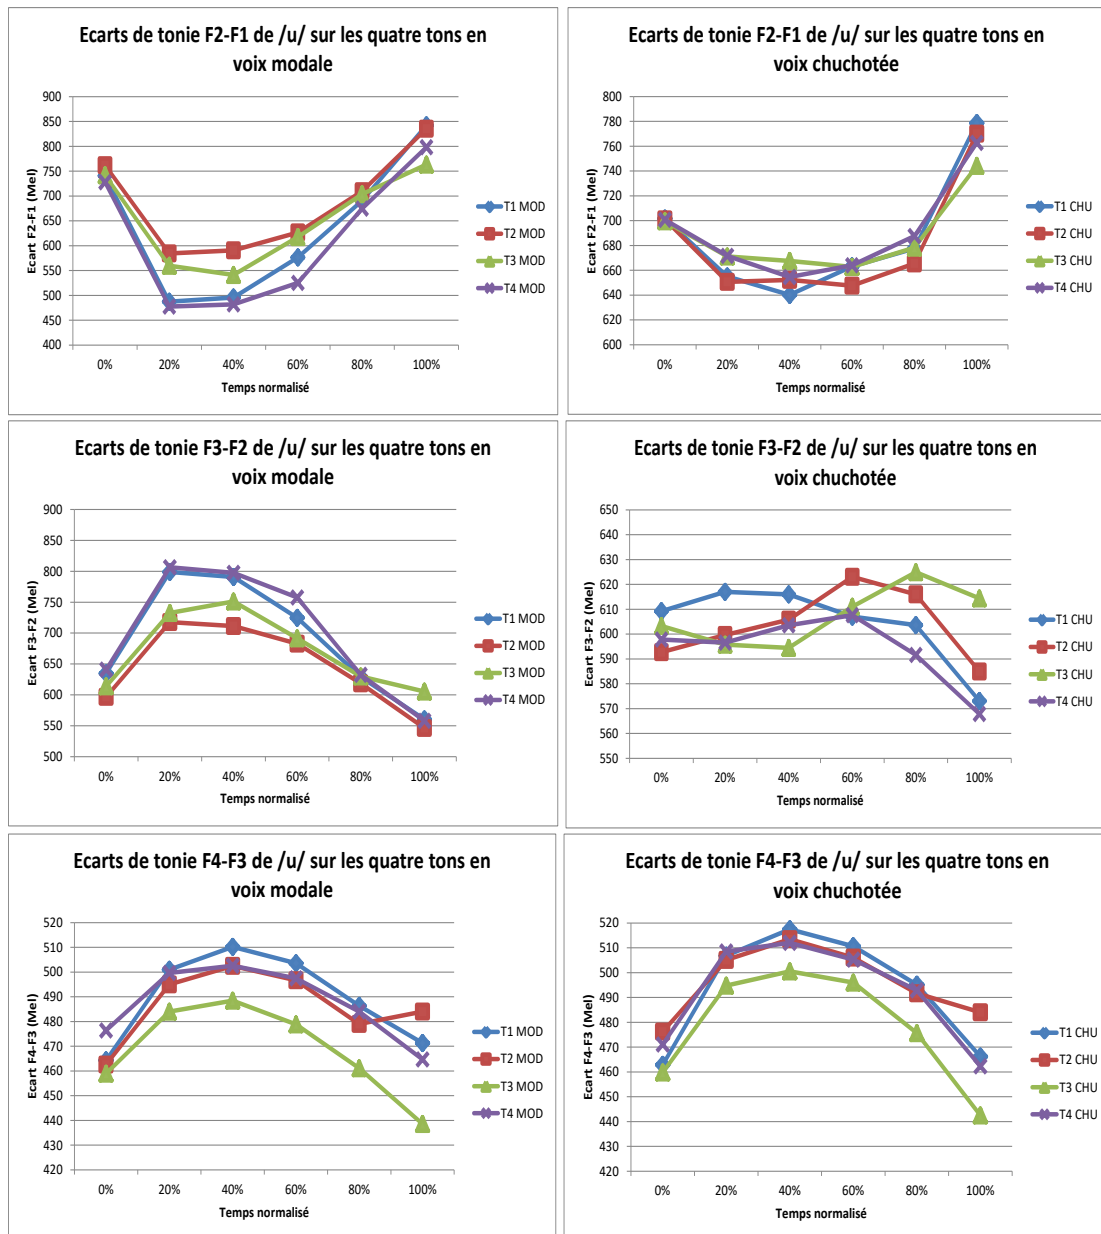 Ecarts de tonie F2-F1 de /u/ sur les quatre tons en
voix modale
Ecart F2-F1 (Mel)
900
850
800
750
700
650
600
550
500
450
400
0% 20% 40% 60% 80% 100%
Temps normalisé
T1 MOD
T2 MOD
T3 MOD
T4 MOD
Ecarts de tonie F2-F1 de /u/ sur les quatre tons en
voix chuchotée
Ecart F2-F1 (Mel)
800
780
760
740
720
700
680
660
640
620
600
0% 20% 40% 60% 80% 100%
Temps normalisé
T1 CHU
T2 CHU
T3 CHU
T4 CHU
Ecarts de tonie F3-F2 de /u/ sur les quatre tons en
voix modale
Ecart F3-F2 (Mel)
900
850
800
750
700
650
600
550
500
0% 20% 40% 60% 80% 100%
Temps normalisé
T1 MOD
T2 MOD
T3 MOD
T4 MOD
Ecarts de tonie F3-F2 de /u/ sur les quatre tons en
voix chuchotée
Ecart F3-F2 (Mel)
650
640
630
620
610
600
590
580
570
560
550
0% 20% 40% 60% 80% 100%
Temps normalisé
T1 CHU
T2 CHU
T3 CHU
T4 CHU
Ecarts de tonie F4-F3 de /u/ sur les quatre tons en
voix modale
Ecart F4-F3 (Mel)
520
510
500
490
480
470
460
450
440
430
420
0% 20% 40% 60% 80% 100%
Temps normalisé
T1 MOD
T2 MOD
T3 MOD
T4 MOD
Ecarts de tonie F4-F3 de /u/ sur les quatre tons en
voix chuchotée
Ecart F4-F3 (Mel)
520
510
500
490
480
470
460
450
440
430
420
0% 20% 40% 60% 80% 100%
Temps normalisé
T1 CHU
T2 CHU
T3 CHU
T4 CHU